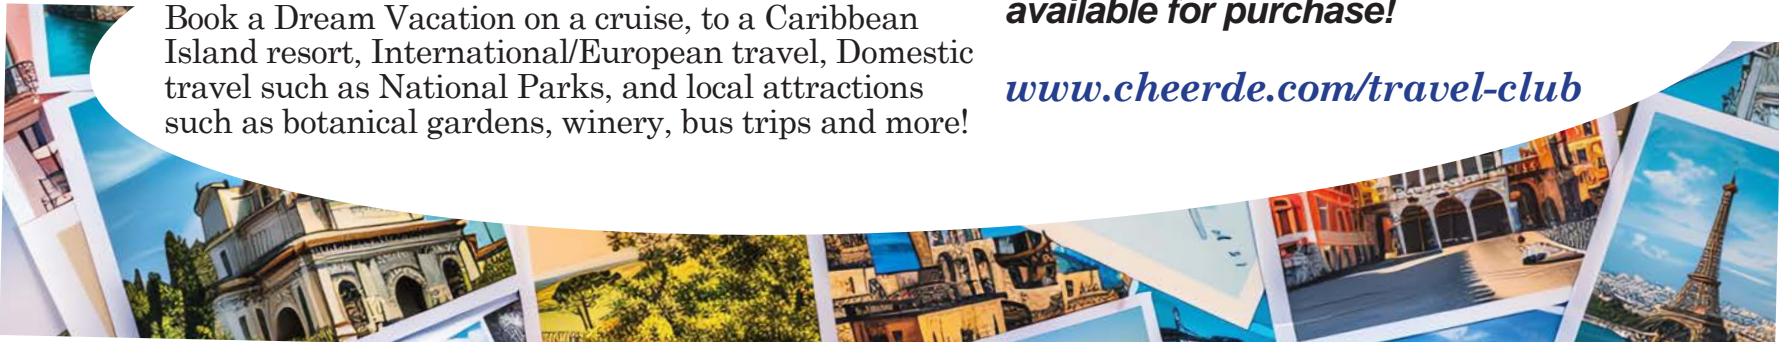 Book a Dream Vacation on a cruise, to a Caribbean
Island resort, International/European travel, Domestic
travel such as National Parks, and local attractions
such as botanical gardens, winery, bus trips and more!
available for purchase!
www.cheerde.com/travel-club